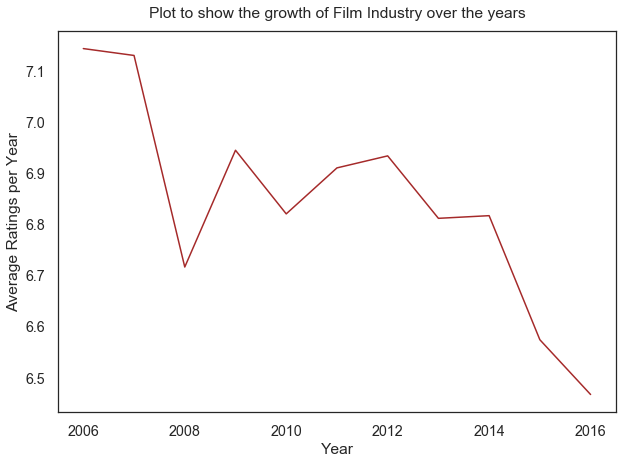 Plot to show the growth of Film Industry over the years
Average Ratings per Year
7.1
7.0
6.9
6.8
6.7
6.6
6.5
2006 2008 2010 2012 2014 2016
Year